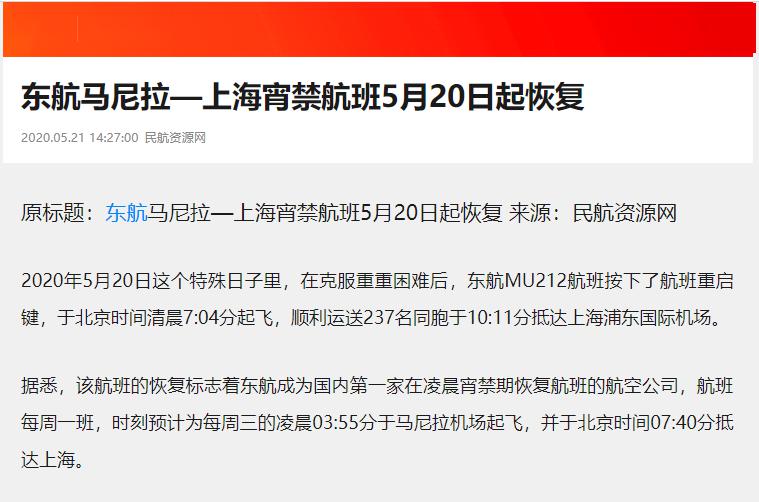 东航马尼拉—上海宵禁航班5月20日起恢复
2020.05.21 14:27:00 民航资源网
原标题：东航马尼拉—上海宵禁航班5月20日起恢复 来源：民航资源网
2020年5月20日这个特殊日子里，在克服重重困难后，东航MU212航班按下了航班重启
键，于北京时间清晨7:04分起飞，顺利运送237名同胞于10:11分抵达上海浦东国际机场。
据悉，该航班的恢复标志着东航成为国内第一家在凌晨宵禁期恢复航班的航空公司，航班
每周一班，时刻预计为每周三的凌晨03:55分于马尼拉机场起飞，并于北京时间07:40分抵
达上海。